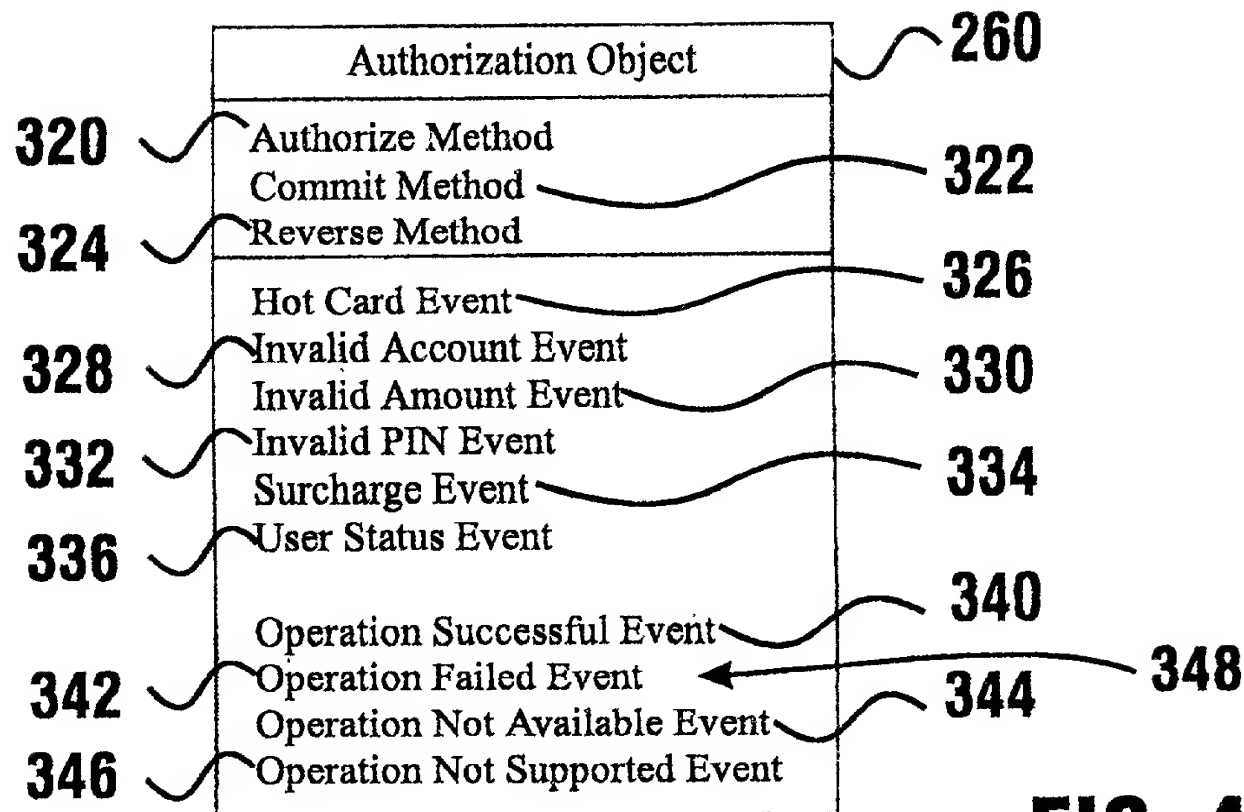 Authorization Object
260
320
Authorize Method
Commit Method
322
324
Reverse Method
Hot Card Event
326
328
Invalid Account Event
Invalid Amount Event
330
332
Invalid PIN Event
Surcharge Event
334
336
User Status Event
Operation Successful Event
340
342
Operation Failed Event
348
Operation Not Available Event
344
346
Operation Not Supported Event